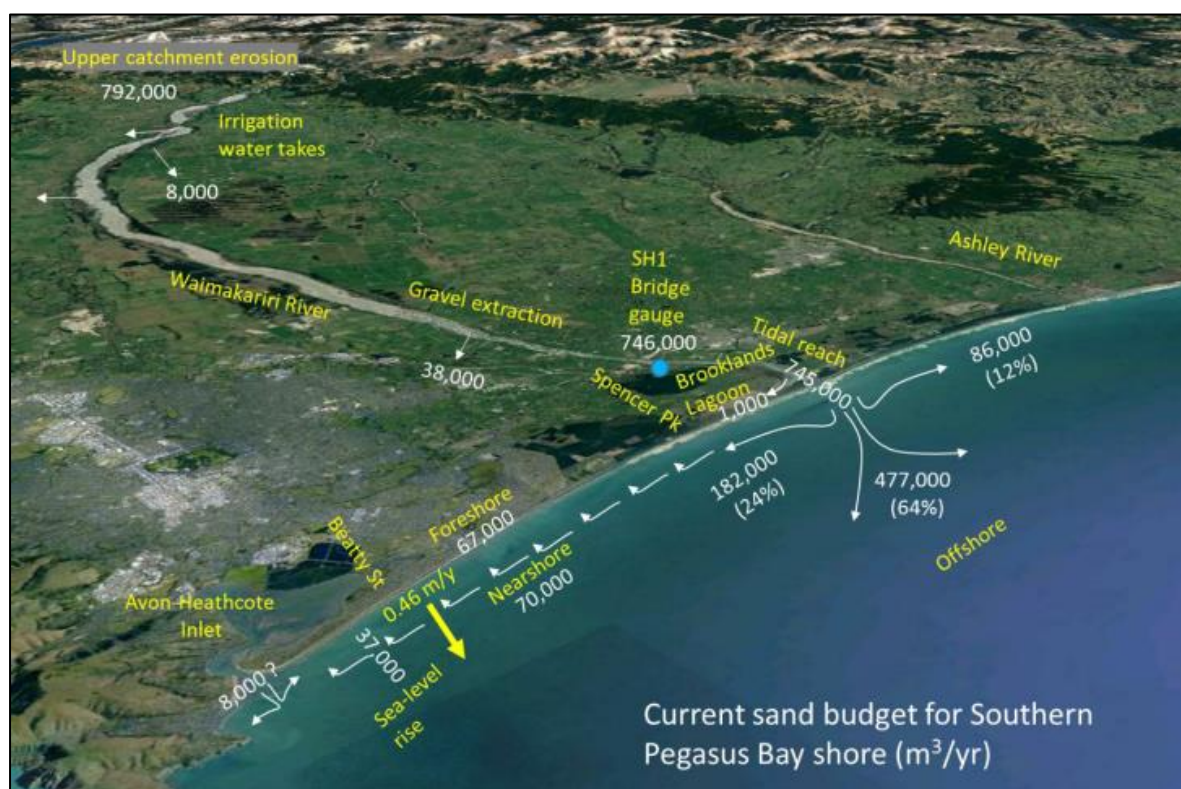 Upper catchment erosion
792,000
Irrigation
water takes
8,000
Waimakariri River
Gravel extraction
38,000
SH1
Bridge
gauge
746,000
Ashley River
Tidal reach
745,000
Brooklands
Lagoon
1,000
Spencer Pk
86,000
(12%)
182,000
(24%)
477,000
(64%)
Offshore
Foreshore
67,000
Nearshore
70,000
Beatty St
0.46 m/y
Avon-Heathcote
Inlet
37,000
Sea-level
rise
8,000 ?
Current sand budget for Southern
Pegasus Bay shore (m³/yr)